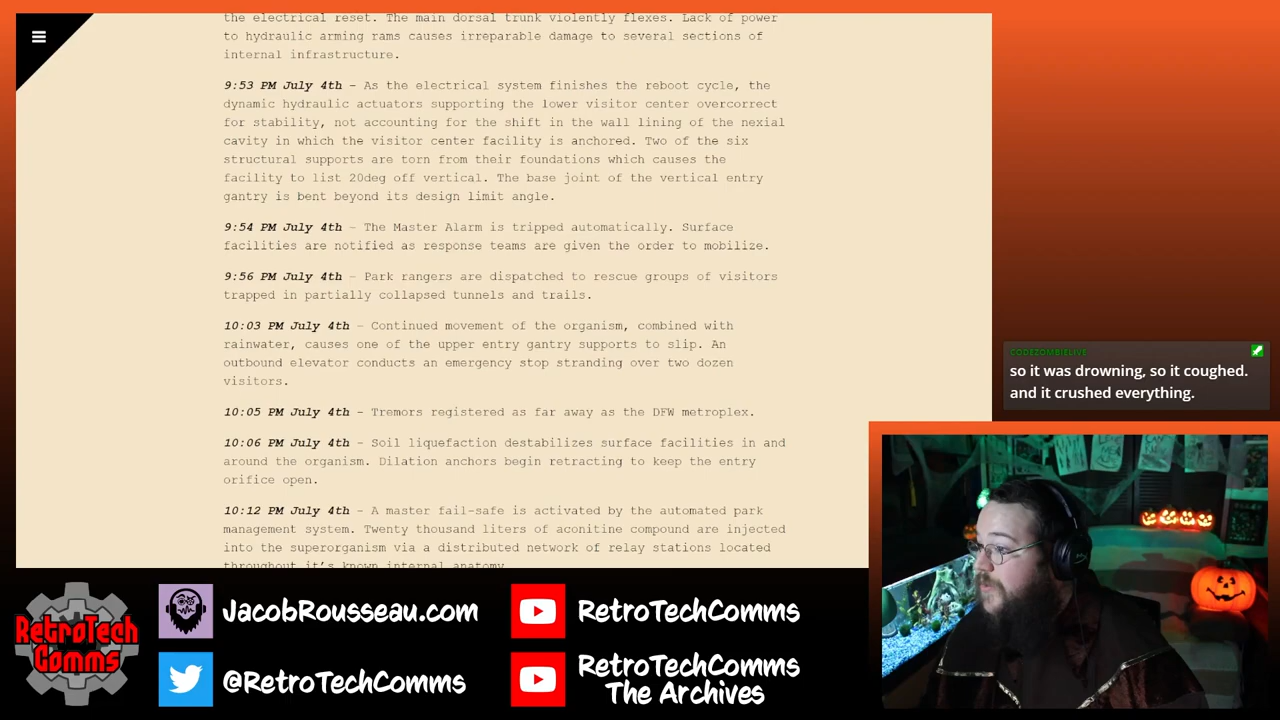 the electrical reset. The main dorsal trunk violently flexes. Lack of power
to hydraulic arming rams causes irreparable damage to several sections of
internal infrastructure.
9:53 PM July 4th - As the electrical system finishes the reboot cycle, the
dynamic hydraulic actuators supporting the lower visitor center overcorrect
for stability, not accounting for the shift in the wall lining of the nexial
cavity in which the visitor center facility is anchored. Two of the six
structural supports are torn from their foundations which causes the
facility to list 20deg off vertical. The base joint of the vertical entry
gantry is bent beyond its design limit angle.
9:54 PM July 4th – The Master Alarm is tripped automatically. Surface
facilities are notified as response teams are given the order to mobilize.
9:56 PM July 4th – Park rangers are dispatched to rescue groups of visitors
trapped in partially collapsed tunnels and trails.
10:03 PM July 4th – Continued movement of the organism, combined with
rainwater, causes one of the upper entry gantry supports to slip. An
outbound elevator conducts an emergency stop stranding over two dozen
visitors.
10:05 PM July 4th - Tremors registered as far away as the DFW metroplex.
10:06 PM July 4th - Soil liquefaction destabilizes surface facilities in and
around the organism. Dilation anchors begin retracting to keep the entry
orifice open.
10:12 PM July 4th - A master fail-safe is activated by the automated park
management system. Twenty thousand liters of aconitine compound are injected
into the superorganism via a distributed network of relay stations located
throughout it's known internal anatomy.
CODEZOMBIELIVE
so it was drowning, so it coughed.
and it crushed everything.
RetroTech
Comms
JacobRousseau.com
@RetroTechComms
RetroTechComms
RetroTechComms
The Archives